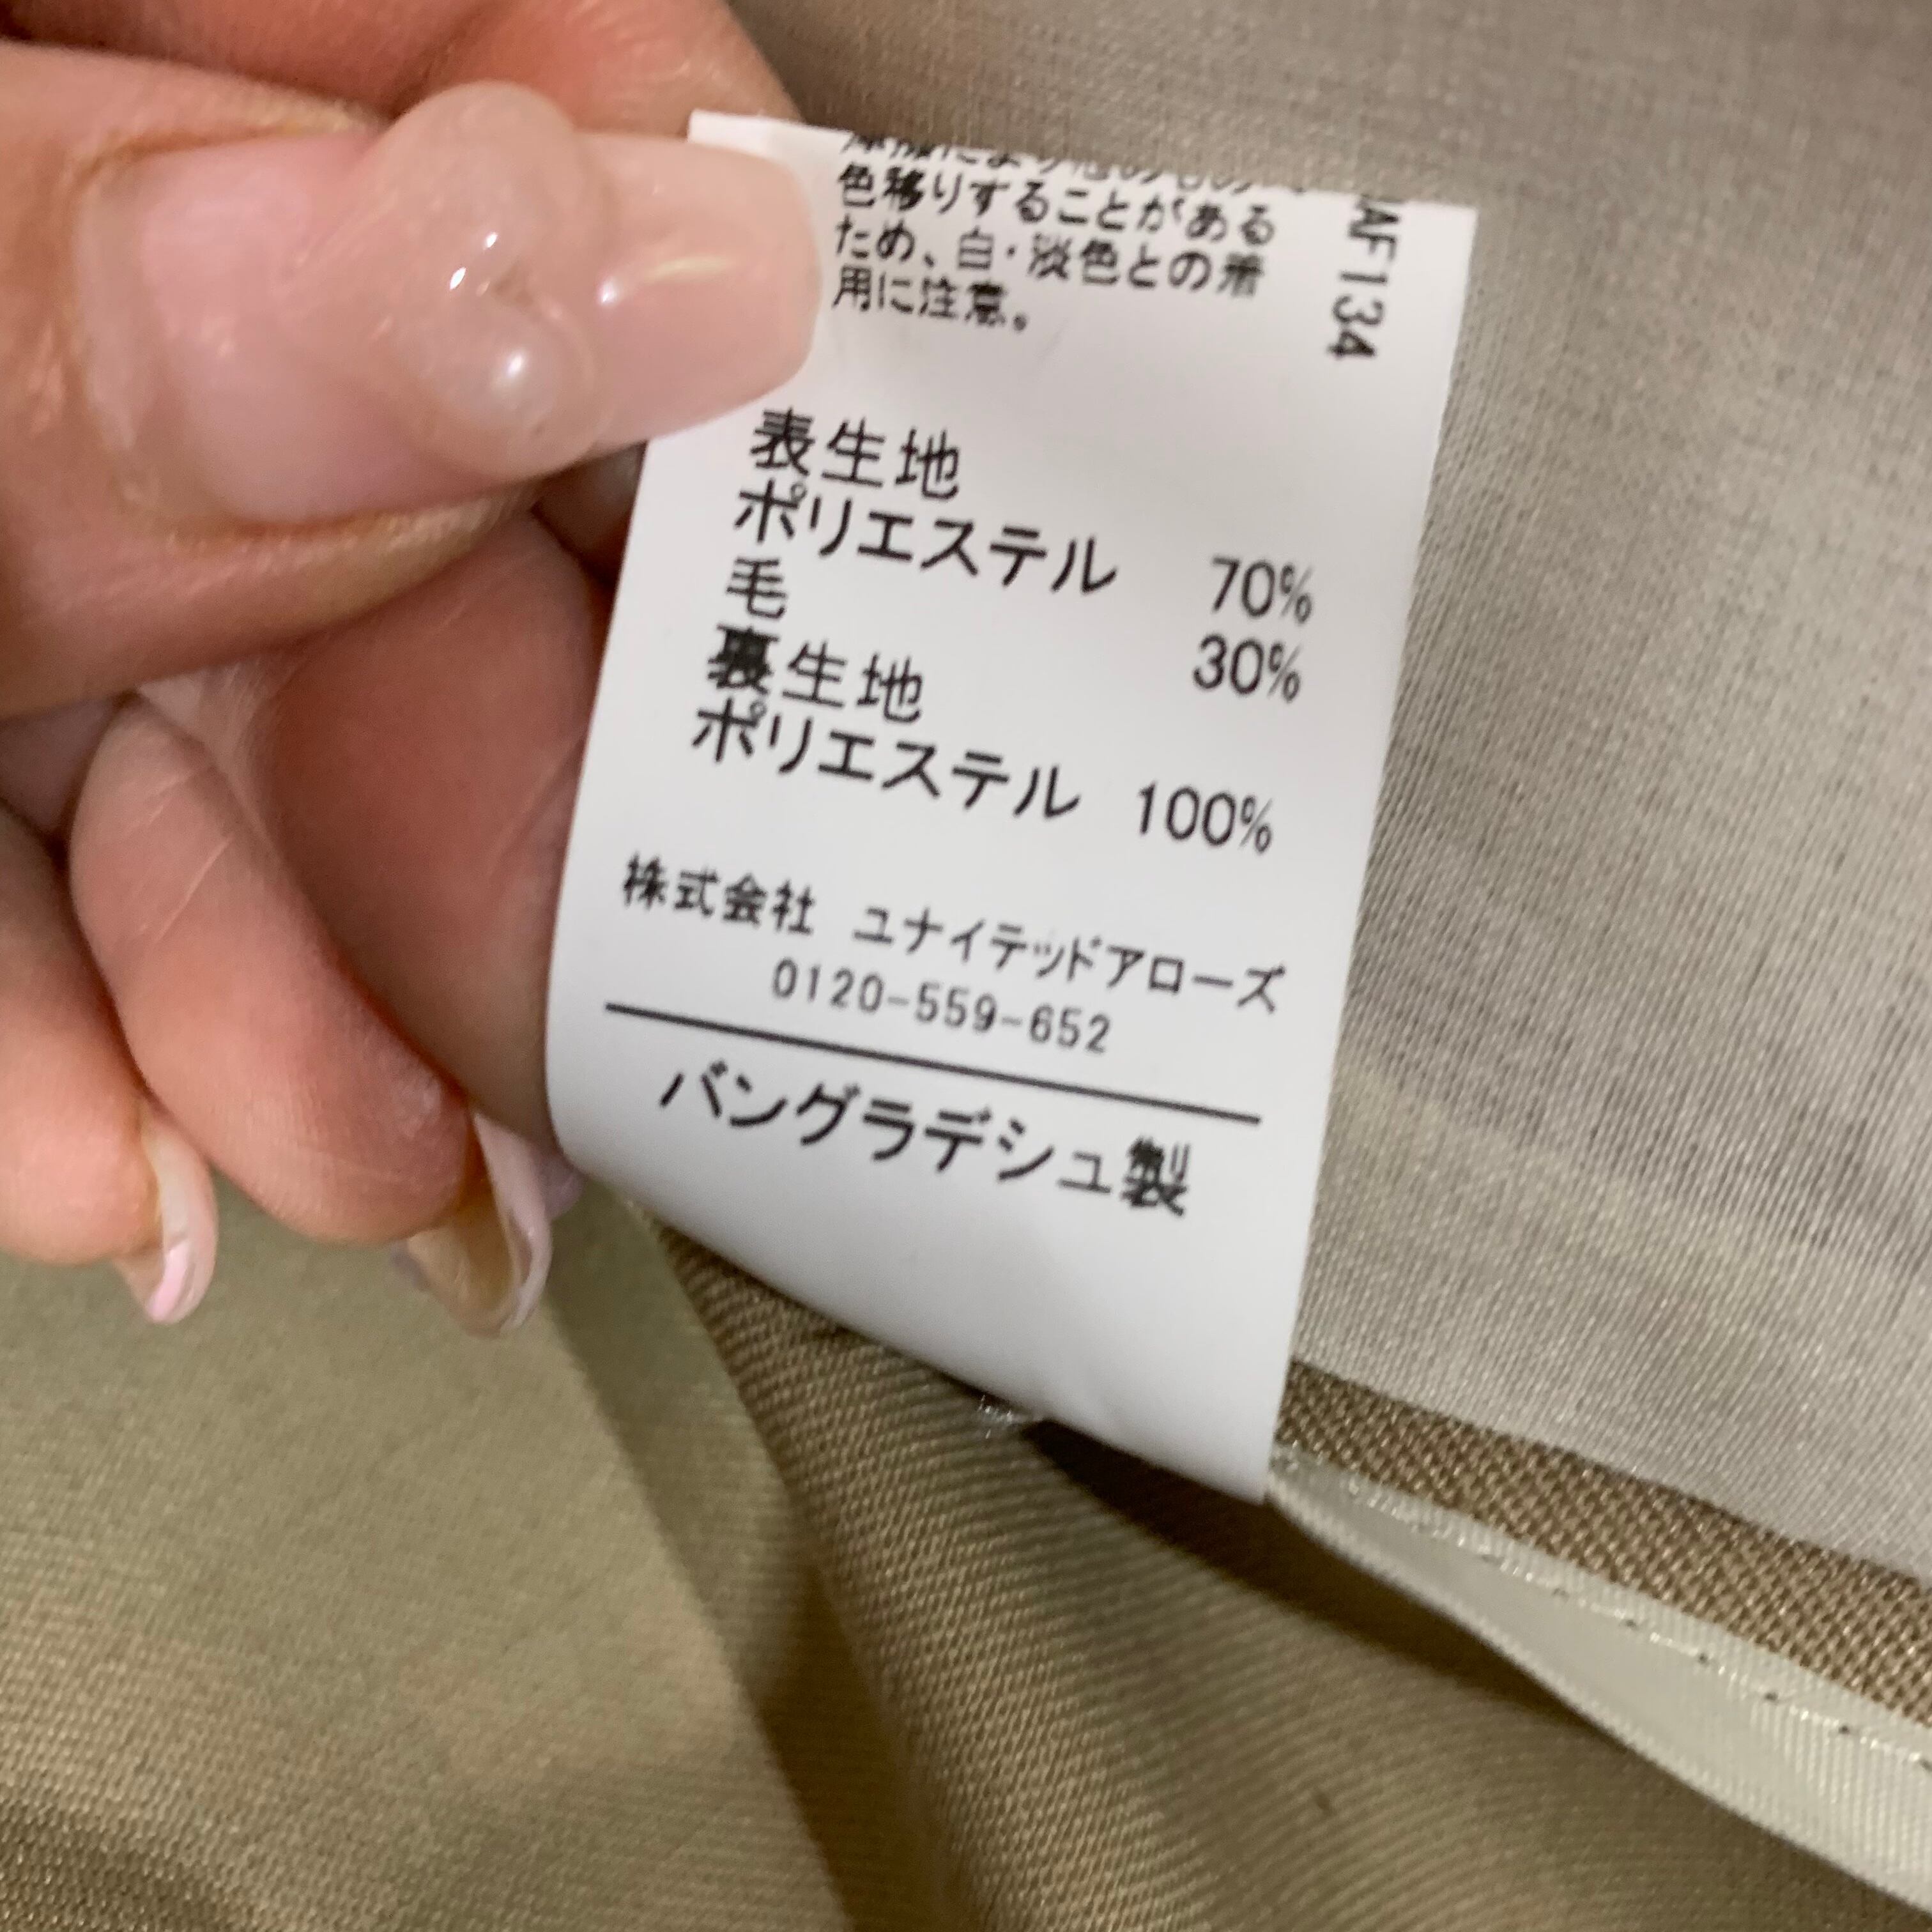 色移りすることがある
ため、白・淡色との着
用に注意。
AF134
表生地
ポリエステル 70%
毛 30%
裏生地
ポリエステル 100%
株式会社 ユナイテッドアローズ
0120-559-652
バングラデシュ製